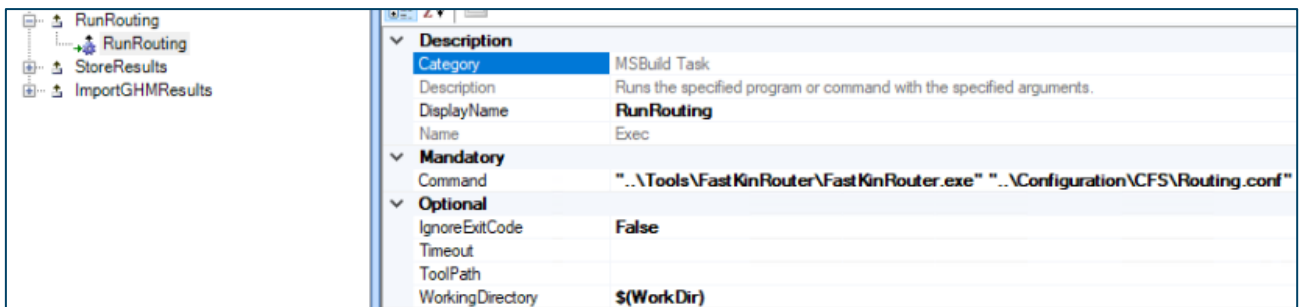 RunRouting
RunRouting
StoreResults
ImportGHMResults
Description
Category MSBuild Task
Description Runs the specified program or command with the specified arguments.
DisplayName RunRouting
Name Exec
Mandatory
Command "..\Tools\FastKinRouter\FastKinRouter.exe" "..\Configuration\CFS\Routing.conf"
Optional
IgnoreExitCode False
Timeout
ToolPath
WorkingDirectory $(WorkDir)